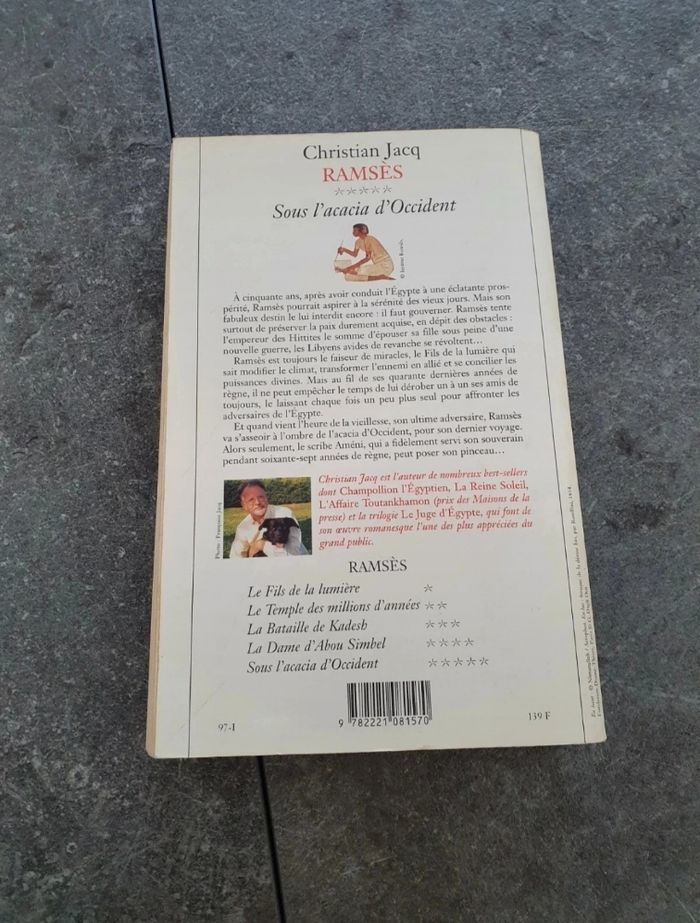 Christian Jacq
RAMSÈS
☆☆☆☆☆
Sous l'acacia d'Occident
À cinquante ans, après avoir conduit l'Égypte à une éclatante pros-
périté, Ramsès pourrait aspirer à la sérénité des vieux jours. Mais son
fabuleux destin le lui interdit encore : il faut gouverner. Ramsès tente
surtout de préserver la paix durement acquise, en dépit des obstacles :
l'empereur des Hittites le somme d'épouser sa fille sous peine d'une
nouvelle guerre, les Libyens avides de revanche se révoltent...
Ramsès est toujours le faiseur de miracles, le Fils de la lumière qui
sait modifier le climat, transformer l'ennemi en allié et se concilier les
puissances divines. Mais au fil de ses quarante dernières années de
règne, il ne peut empêcher le temps de lui dérober un à un ses amis de
toujours, le laissant chaque fois un peu plus seul pour affronter les
adversaires de l'Égypte.
Et quand vient l'heure de la vieillesse, son ultime adversaire, Ramsès
va s'asseoir à l'ombre de l'acacia d'Occident, pour son dernier voyage.
Alors seulement, le scribe Améni, qui a fidèlement servi son souverain
pendant soixante-sept années de règne, peut poser son pinceau...
Photo : Françoise Jacq
Christian Jacq est l'auteur de nombreux best-sellers
dont Champollion l'Égyptien, La Reine Soleil,
L'Affaire Toutankhamon (prix des Maisons de la
presse) et la trilogie Le Juge d'Égypte, qui font de
son œuvre romanesque l'une des plus appréciées du
grand public.
RAMSÈS
Le Fils de la lumière ☆
Le Temple des millions d'années ☆☆
La Bataille de Kadesh ☆☆☆
La Dame d'Abou Simbel ☆☆☆☆
Sous l'acacia d'Occident ☆☆☆☆☆
9 782221 081570
97-I
139 F